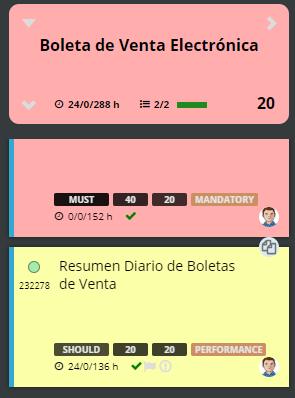 Boleta de Venta Electrónica
24/0/288 h 2/2 20
MUST 40 20 MANDATORY
0/0/152 h
Resumen Diario de Boletas
de Venta
232278
SHOULD 20 20 PERFORMANCE
24/0/136 h